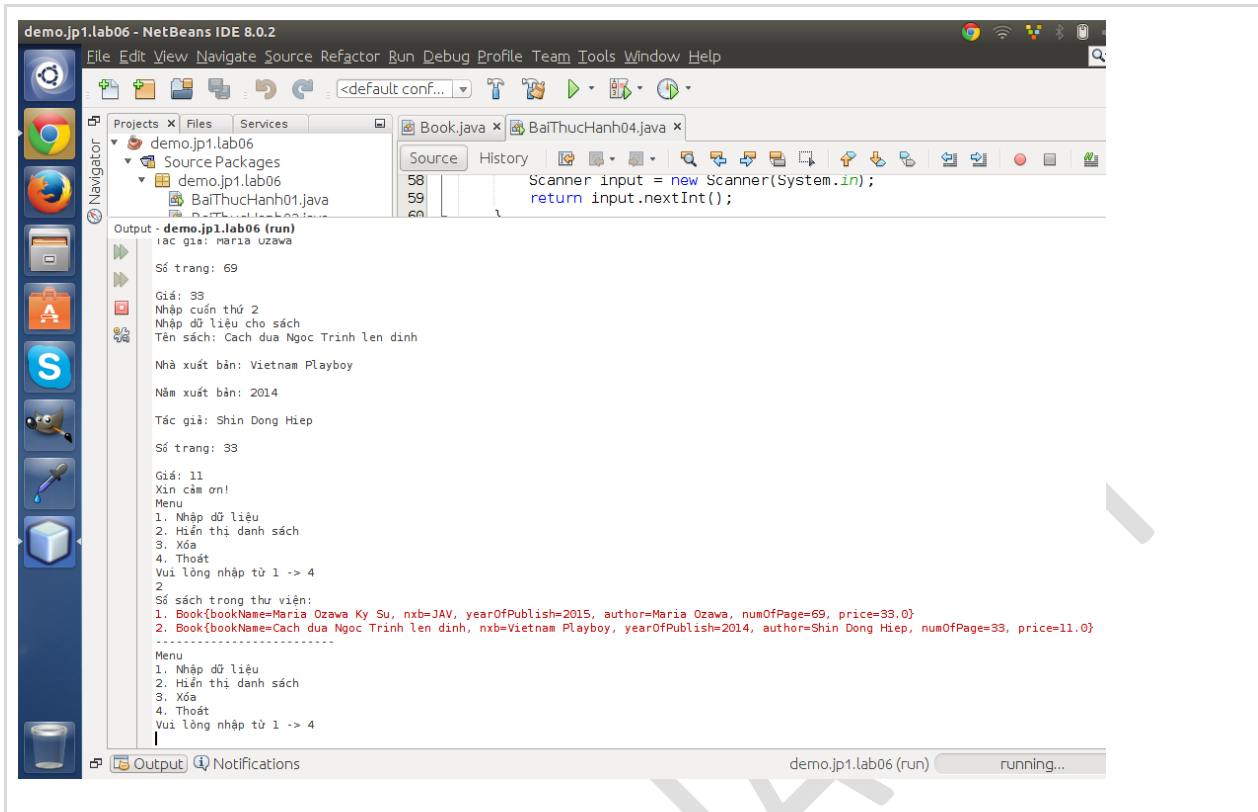 demo.jp1.lab06 - NetBeans IDE 8.0.2
File Edit View Navigate Source Refactor Run Debug Profile Team Tools Window Help
<default conf...
Projects Files Services
Book.java BaiThucHanh04.java
Navigator
demo.jp1.lab06
Source Packages
demo.jp1.lab06
BaiThucHanh01.java
Source History
58 Scanner input = new Scanner(System.in);
59 return input.nextInt();
60 }
Output - demo.jp1.lab06 (run)
Tác giả: Maria Ozawa
Số trang: 69
Giá: 33
Nhập cuốn thứ 2
Nhập dữ liệu cho sách
Tên sách: Cach dua Ngoc Trinh len dinh
Nhà xuất bản: Vietnam Playboy
Năm xuất bản: 2014
Tác giả: Shin Dong Hiep
Số trang: 33
Giá: 11
Xin cảm ơn!
Menu
1. Nhập dữ liệu
2. Hiển thị danh sách
3. Xóa
4. Thoát
Vui lòng nhập từ 1 -> 4
2
Số sách trong thư viện:
1. Book{bookName=Maria Ozawa Ky Su, nxb=JAV, yearOfPublish=2015, author=Maria Ozawa, numOfPage=69, price=33.0}
2. Book{bookName=Cach dua Ngoc Trinh len dinh, nxb=Vietnam Playboy, yearOfPublish=2014, author=Shin Dong Hiep, numOfPage=33, price=11.0}
--------------------------
Menu
1. Nhập dữ liệu
2. Hiển thị danh sách
3. Xóa
4. Thoát
Vui lòng nhập từ 1 -> 4
Output Notifications
demo.jp1.lab06 (run) running...